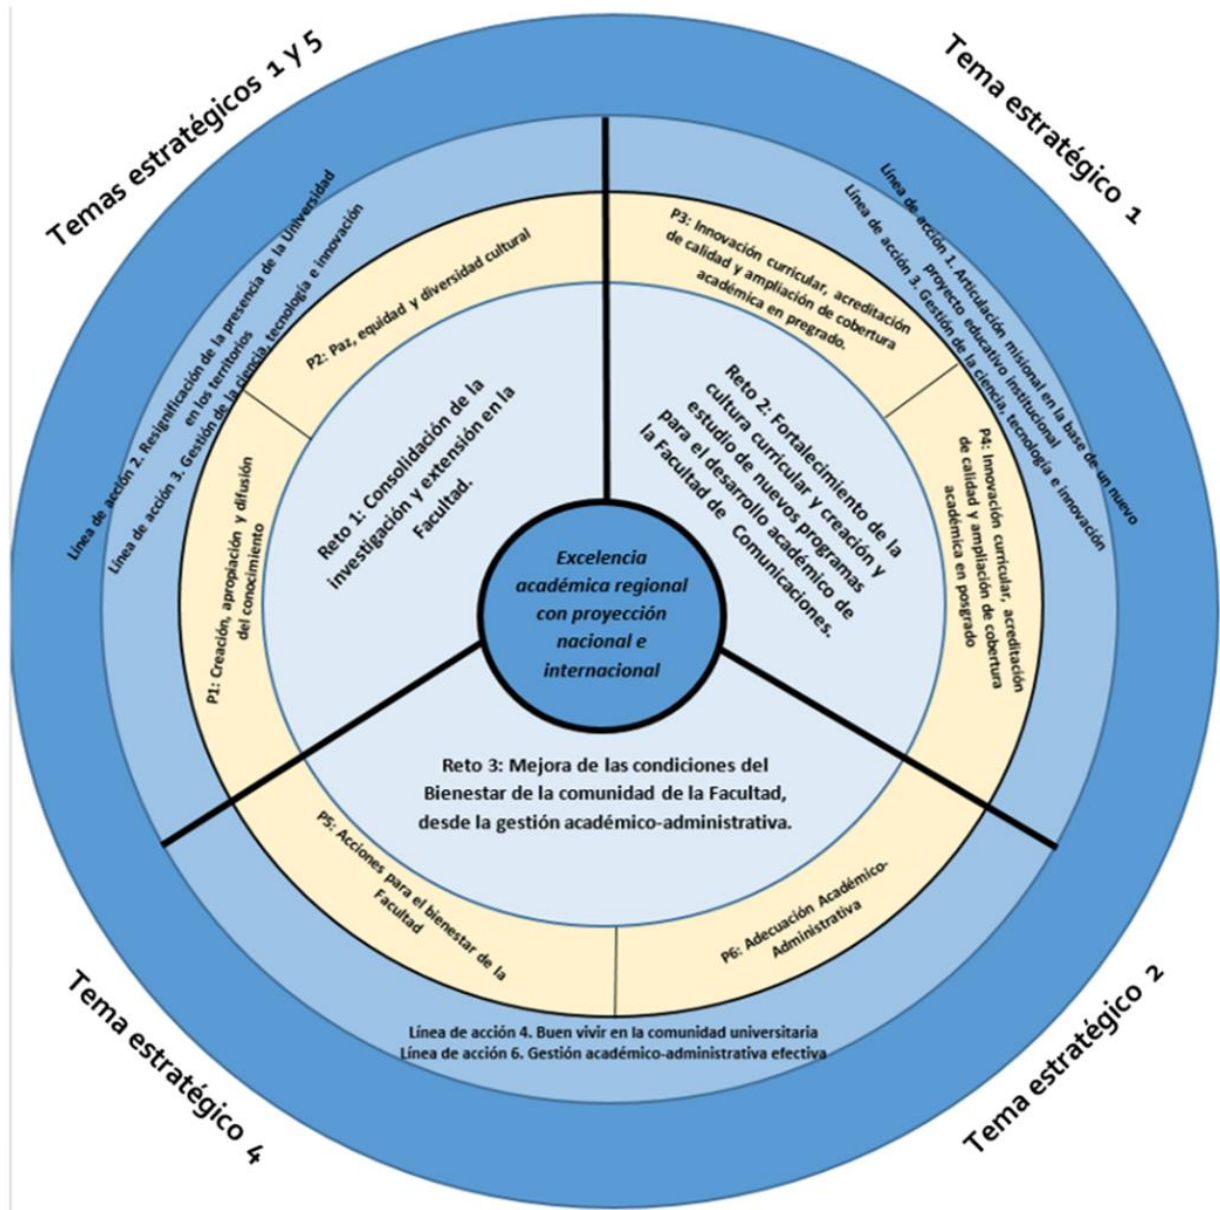 Temas estratégicos 1 y 5
Tema estratégico 1
Línea de acción 2. Resignificación de la presencia de la Universidad
en los territorios
Línea de acción 3. Gestión de la ciencia, tecnología e innovación
Línea de acción 1. Articulación misional en la base de un nuevo
proyecto educativo institucional
Línea de acción 3. Gestión de la ciencia, tecnología e innovación
P2: Paz, equidad y diversidad cultural
P3: Innovación curricular, acreditación
de calidad y ampliación de cobertura
académica en pregrado.
P1: Creación, apropiación y difusión
del conocimiento
P4: Innovación curricular, acreditación
de calidad y ampliación de cobertura
académica en posgrado
Reto 1: Consolidación de la
investigación y extensión en la
Facultad.
Reto 2: Fortalecimiento de la
cultura curricular y creación y
estudio de nuevos programas
para el desarrollo académico de
la Facultad de Comunicaciones.
Excelencia
académica regional
con proyección
nacional e
internacional
Reto 3: Mejora de las condiciones del
Bienestar de la comunidad de la Facultad,
desde la gestión académico-administrativa.
P5: Acciones para el bienestar de la
Facultad
P6: Adecuación Académico-
Administrativa
Línea de acción 4. Buen vivir en la comunidad universitaria
Línea de acción 6. Gestión académico-administrativa efectiva
Tema estratégico 4
Tema estratégico 2